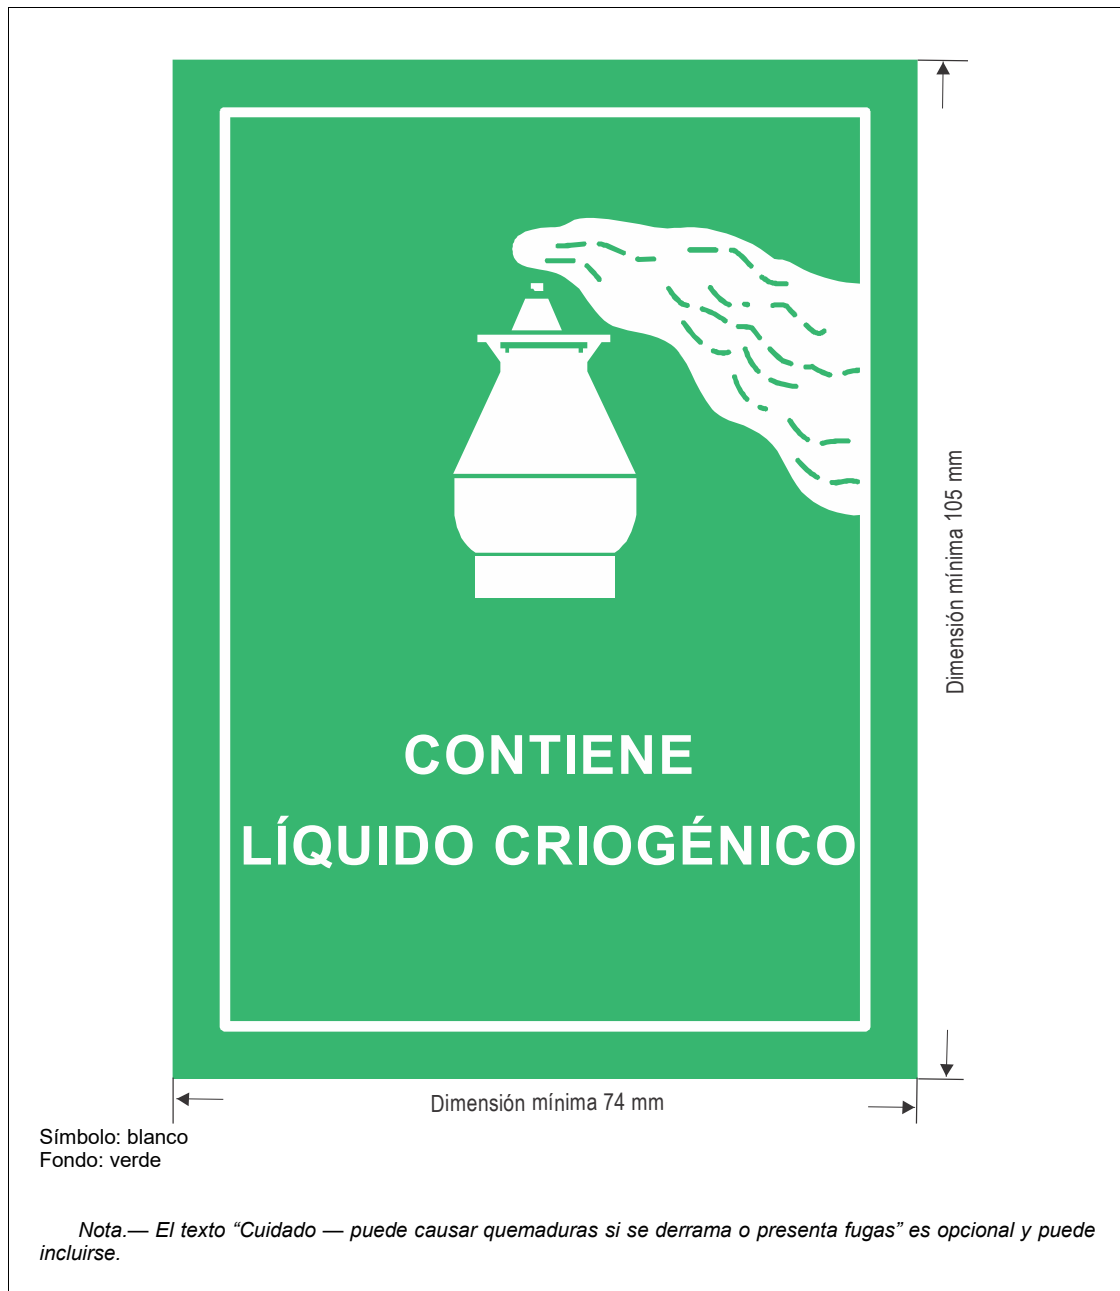 CONTIENE
LÍQUIDO CRIOGÉNICO
Dimensión mínima 105 mm
Dimensión mínima 74 mm
Símbolo: blanco
Fondo: verde
Nota.— El texto “Cuidado — puede causar quemaduras si se derrama o presenta fugas” es opcional y puede
incluirse.